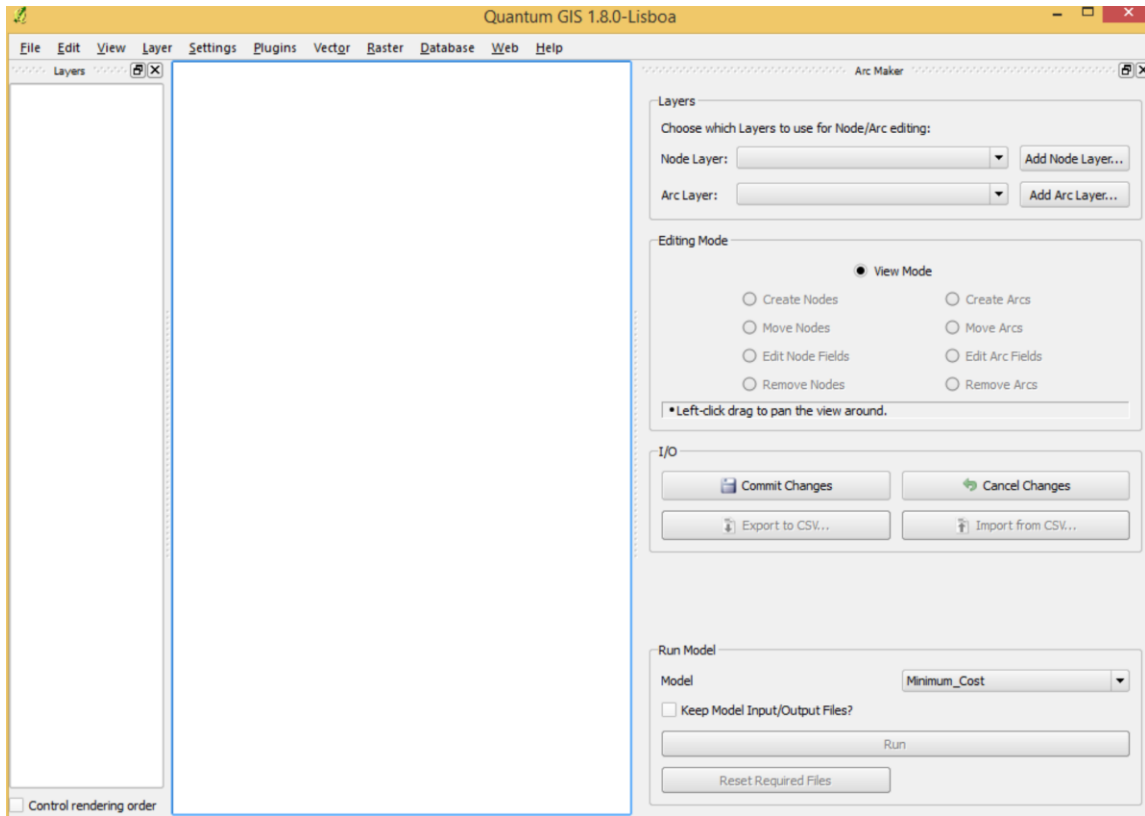 Quantum GIS 1.8.0-Lisboa
File Edit View Layer Settings Plugins Vector Raster Database Web Help
Layers
Arc Maker
Layers
Choose which Layers to use for Node/Arc editing:
Node Layer: Add Node Layer...
Arc Layer: Add Arc Layer...
Editing Mode
View Mode
Create Nodes Create Arcs
Move Nodes Move Arcs
Edit Node Fields Edit Arc Fields
Remove Nodes Remove Arcs
•Left-click drag to pan the view around.
I/O
Commit Changes Cancel Changes
Export to CSV... Import from CSV...
Run Model
Model Minimum_Cost
Keep Model Input/Output Files?
Run
Reset Required Files
Control rendering order